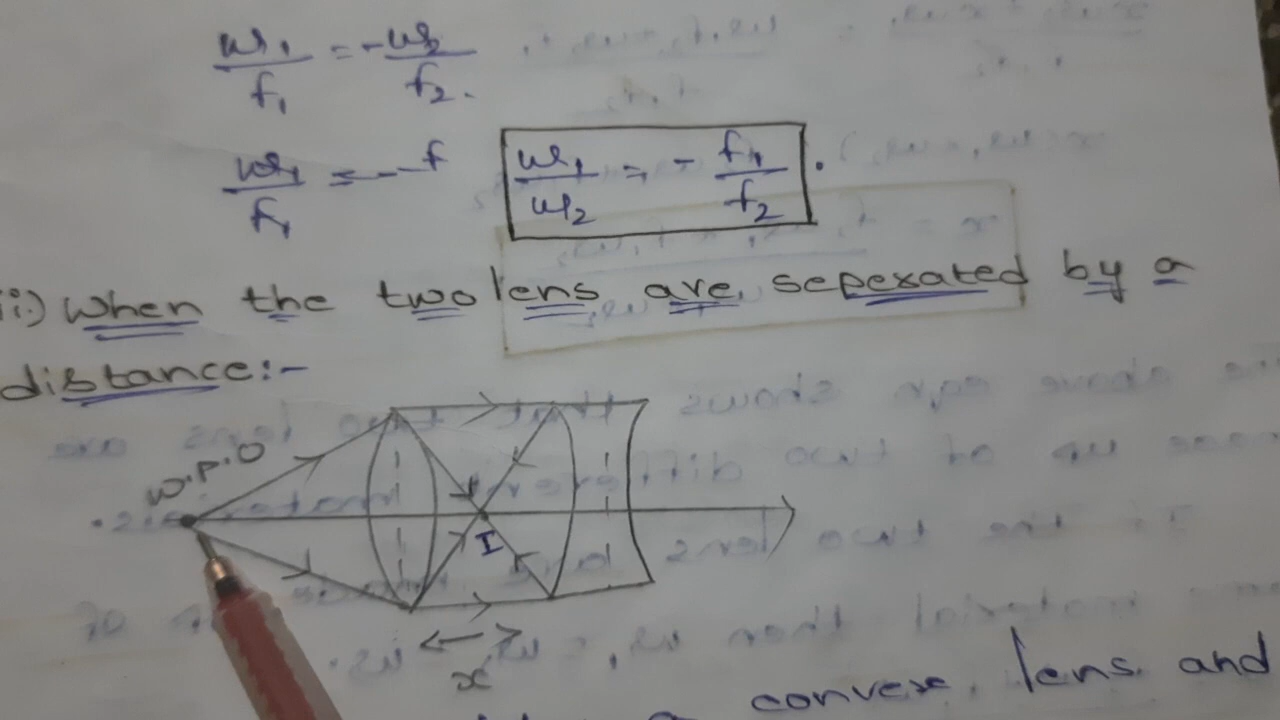 ω₁/f₁ = -ω₂/f₂.
ω₁/f₁ = - f
ω₁/ω₂ = - f₁/f₂ .
ii:) When the two lens are seperated by a
distance:-
W.P.O
I
x
convex lens and